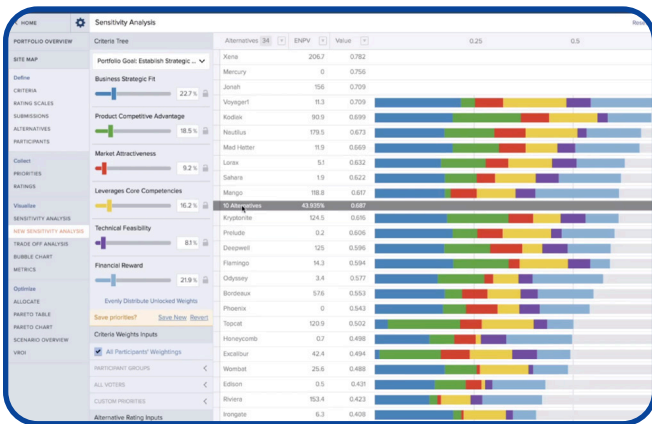 HOME
Sensitivity Analysis
PORTFOLIO OVERVIEW
SITE MAP
Define
CRITERIA
RATING SCALES
SUBMISSIONS
ALTERNATIVES
PARTICIPANTS
Collect
PRIORITIES
RATINGS
Visualise
SENSITIVITY ANALYSIS
NEW SENSITIVITY ANALYSIS
TRADE OFF ANALYSIS
BUBBLE CHART
METRICS
Optimise
ALLOCATE
PARETO TABLE
PARETO CHART
SCENARIO OVERVIEW
VROI
Criteria Tree
Portfolio Goal: Establish Strategic ...
Business Strategic Fit
22.7 %
Product Competitive Advantage
18.5 %
Market Attractiveness
9.2 %
Leverages Core Competencies
16.2 %
Technical Feasibility
8.1 %
Financial Reward
21.9 %
Evenly Distribute Unlocked Weights
Save priorities? Save New Revert
Criteria Weights Inputs
All Participants' Weightings
PARTICIPANT GROUPS
ALL VOTERS
CUSTOM PRIORITIES
Alternative Rating Inputs
Alternatives 34 ENPV Value 0.25 0.5
Xena 206.7 0.782
Mercury 0 0.756
Jonah 156 0.709
Voyager1 11.3 0.709
Kodiak 90.9 0.699
Nautilus 179.5 0.673
Mad Hatter 11.9 0.669
Lorax 5.1 0.632
Sahara 1.9 0.622
Mango 118.8 0.617
10 Alternatives 43.935% 0.687
Kryptonite 124.5 0.616
Prelude 0.2 0.606
Deepwell 125 0.596
Flamingo 14.3 0.594
Odyssey 3.4 0.577
Bordeaux 57.6 0.553
Phoenix 0 0.543
Topcat 120.9 0.502
Honeycomb 0.7 0.498
Excalibur 42.4 0.494
Wombat 25.6 0.488
Edison 0.5 0.431
Riviera 153.4 0.423
Irongate 6.3 0.408